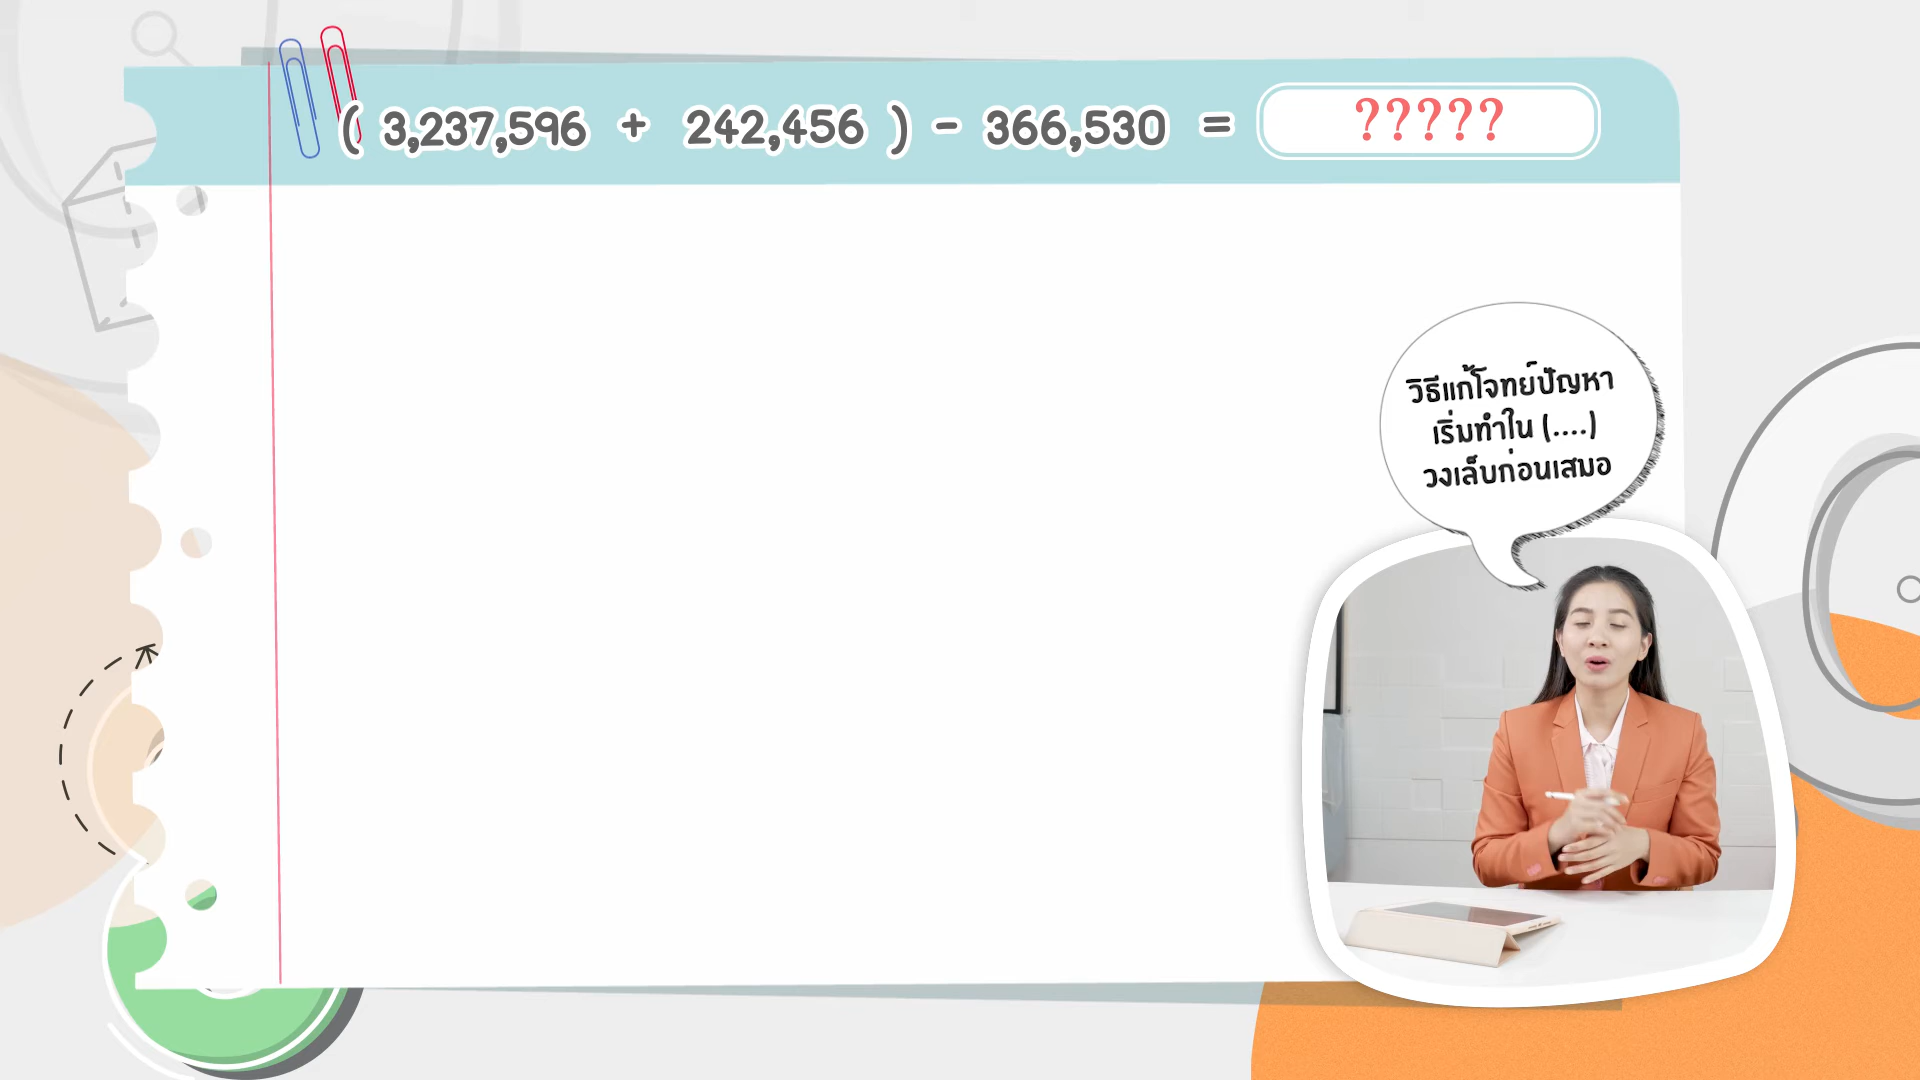 ( 3,237,596 + 242,456 ) - 366,530 = ?????
วิธีแก้โจทย์ปัญหา
เริ่มทำใน (....)
วงเล็บก่อนเสมอ